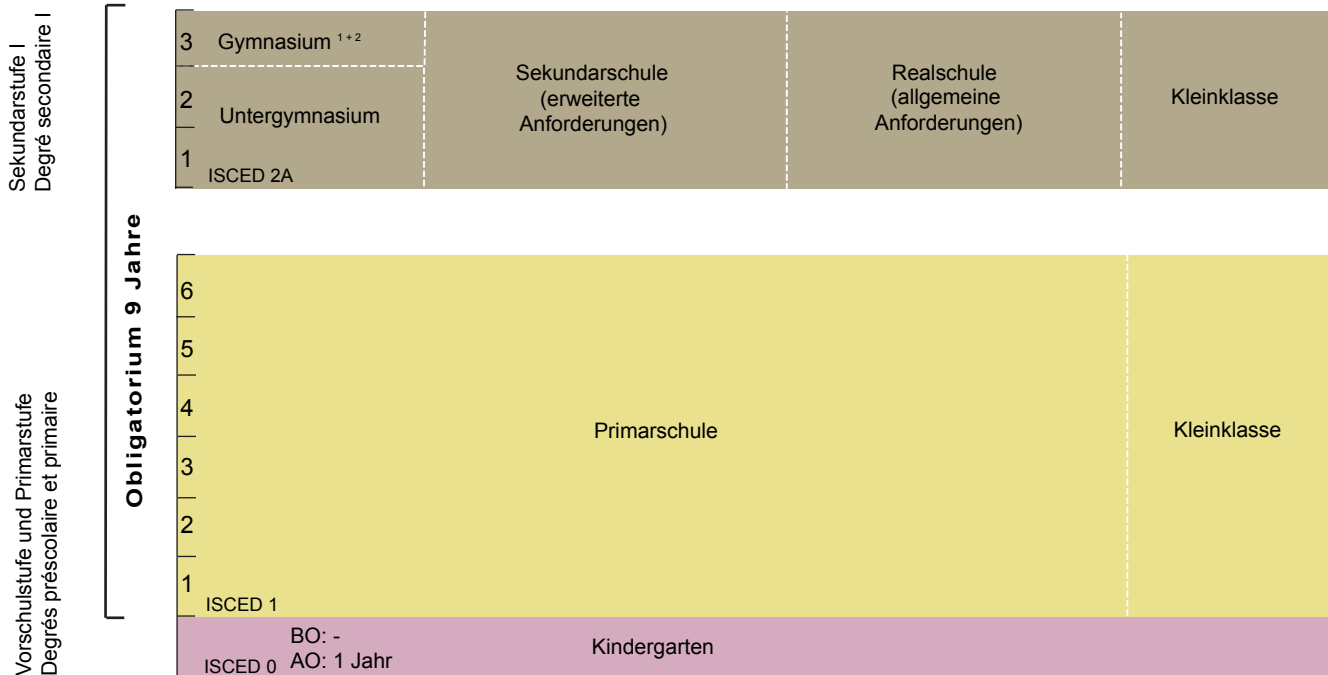 Sekundarstufe I
Degré secondaire I
Obligatorium 9 Jahre
3
Gymnasium 1 + 2
2
Untergymnasium
1
ISCED 2A
Sekundarschule
(erweiterte
Anforderungen)
Realschule
(allgemeine
Anforderungen)
Kleinklasse
Vorschulstufe und Primarstufe
Degrés préscolaire et primaire
6
5
4
3
2
1
ISCED 1
Primarschule
Kleinklasse
ISCED 0
BO: -
AO: 1 Jahr
Kindergarten